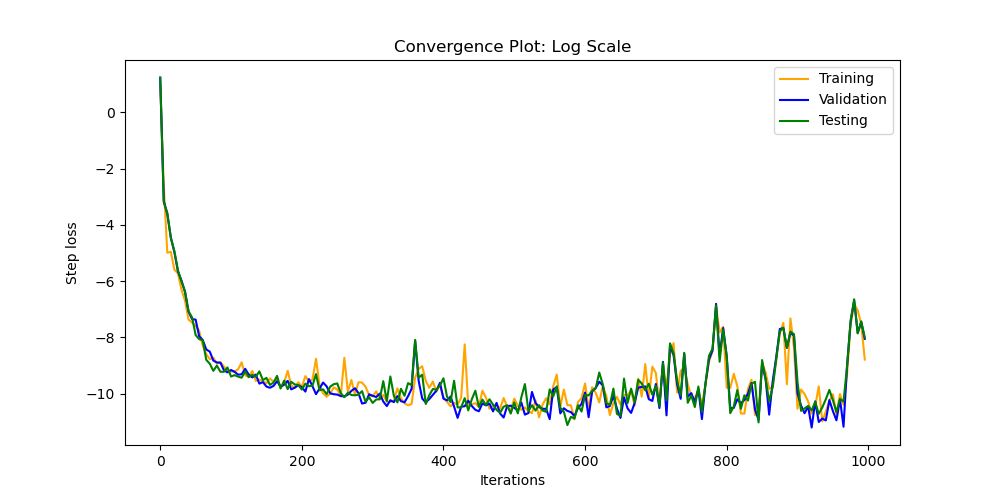 Convergence Plot: Log Scale
Training
Validation
Testing
0
−2
−4
−6
−8
−10
Step loss
0 200 400 600 800 1000
Iterations